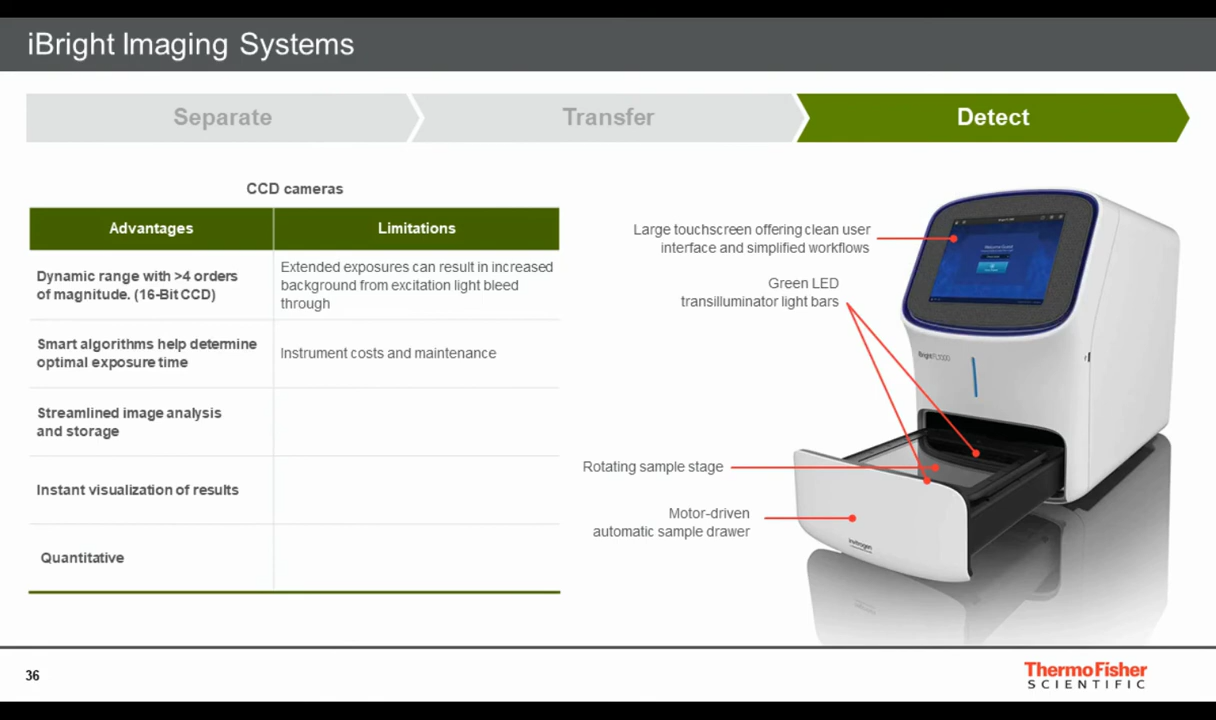 iBright Imaging Systems
Separate
Transfer
Detect
CCD cameras
Advantages
Limitations
Dynamic range with >4 orders
of magnitude. (16-Bit CCD)
Extended exposures can result in increased
background from excitation light bleed
through
Smart algorithms help determine
optimal exposure time
Instrument costs and maintenance
Streamlined image analysis
and storage
Instant visualization of results
Quantitative
Large touchscreen offering clean user
interface and simplified workflows
Green LED
transilluminator light bars
Rotating sample stage
Motor-driven
automatic sample drawer
invitrogen
36
ThermoFisher
SCIENTIFIC